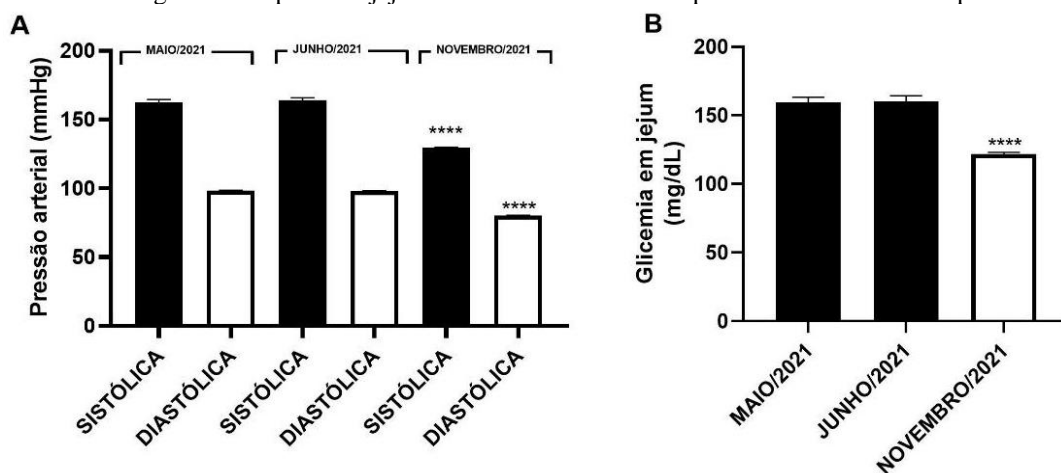 A
MAIO/2021
JUNHO/2021
NOVEMBRO/2021
Pressão arterial (mmHg)
200
150
100
50
0
****
****
SISTÓLICA
DIASTÓLICA
SISTÓLICA
DIASTÓLICA
SISTÓLICA
DIASTÓLICA
B
Glicemia em jejum
(mg/dL)
200
150
100
50
0
****
MAIO/2021
JUNHO/2021
NOVEMBRO/2021